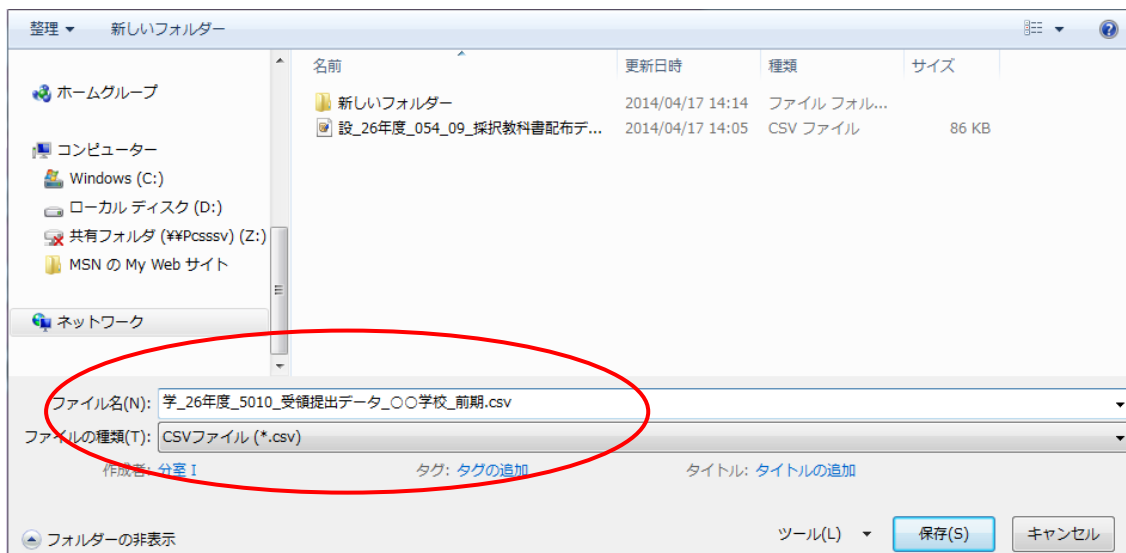 整理 ▼ 新しいフォルダー
名前 更新日時 種類 サイズ
ホームグループ
新しいフォルダー 2014/04/17 14:14 ファイル フォル...
設_26年度_054_09_採択教科書配布デ... 2014/04/17 14:05 CSV ファイル 86 KB
コンピューター
Windows (C:)
ローカル ディスク (D:)
共有フォルダ (¥¥Pcsssv) (Z:)
MSN の My Web サイト
ネットワーク
ファイル名(N): 学_26年度_5010_受領提出データ_○○学校_前期.csv
ファイルの種類(T): CSVファイル (*.csv)
作成者: 分室 I タグ: タグの追加 タイトル: タイトルの追加
フォルダーの非表示 ツール(L) ▼ 保存(S) キャンセル